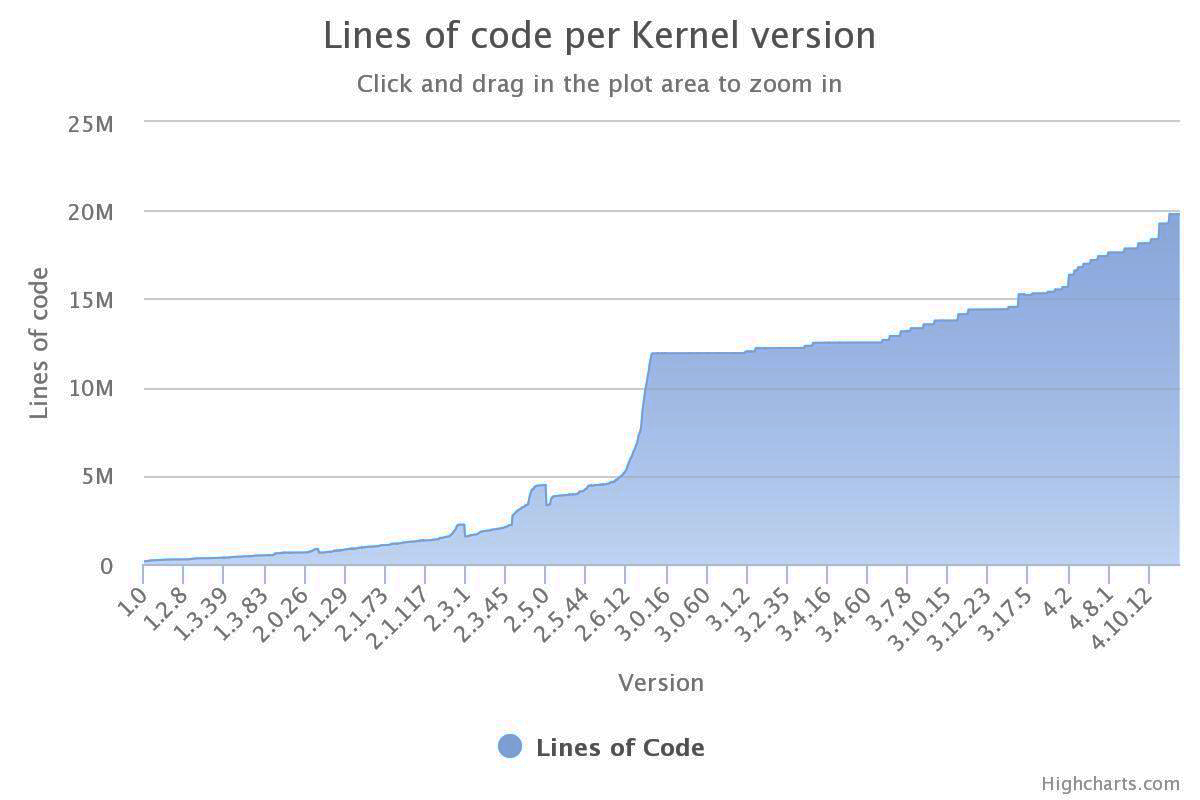 Lines of code per Kernel version
Click and drag in the plot area to zoom in
25M
20M
15M
10M
5M
0
Lines of code
1.0
1.2.8
1.3.39
1.3.83
2.0.26
2.1.29
2.1.73
2.1.117
2.3.1
2.3.45
2.5.0
2.5.44
2.6.12
3.0.16
3.0.60
3.1.2
3.2.35
3.4.16
3.4.60
3.7.8
3.10.15
3.12.23
3.17.5
4.2
4.8.1
4.10.12
Version
Lines of Code
Highcharts.com